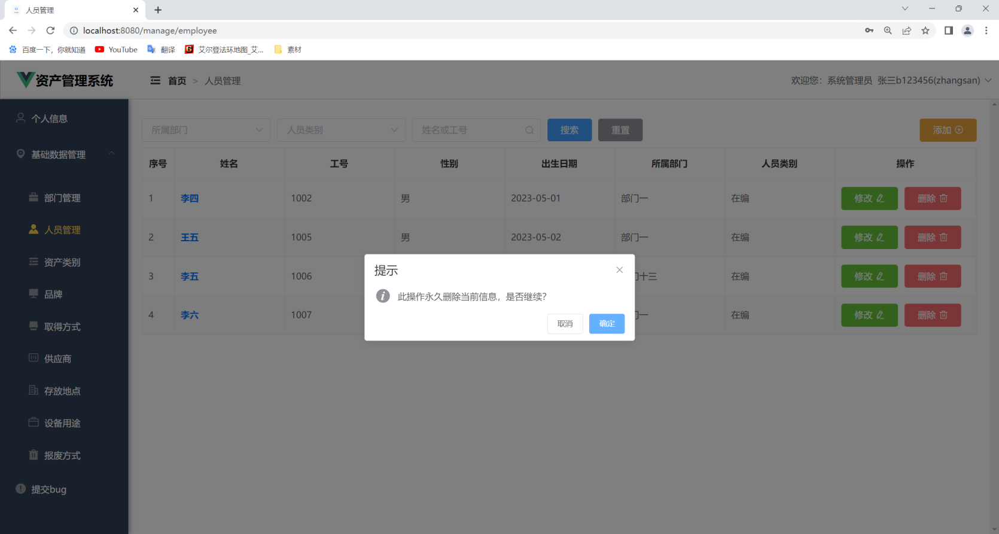 人员管理
localhost:8080/manage/employee
百度一下，你就知道 YouTube 翻译 艾尔登法环地图_艾... 素材
资产管理系统 首页 > 人员管理 欢迎您：系统管理员 张三b123456(zhangsan)
个人信息
基础数据管理
部门管理
人员管理
资产类别
品牌
取得方式
供应商
存放地点
设备用途
报废方式
提交bug
所属部门 人员类别 姓名或工号 搜索 重置 添加
序号 姓名 工号 性别 出生日期 所属部门 人员类别 操作
1 李四 1002 男 2023-05-01 部门一 在编 修改 删除
2 王五 1005 男 2023-05-02 部门一 在编 修改 删除
3 李五 1006 门十三 在编 修改 删除
4 李六 1007 门一 在编 修改 删除
提示
此操作永久删除当前信息，是否继续?
取消 确定